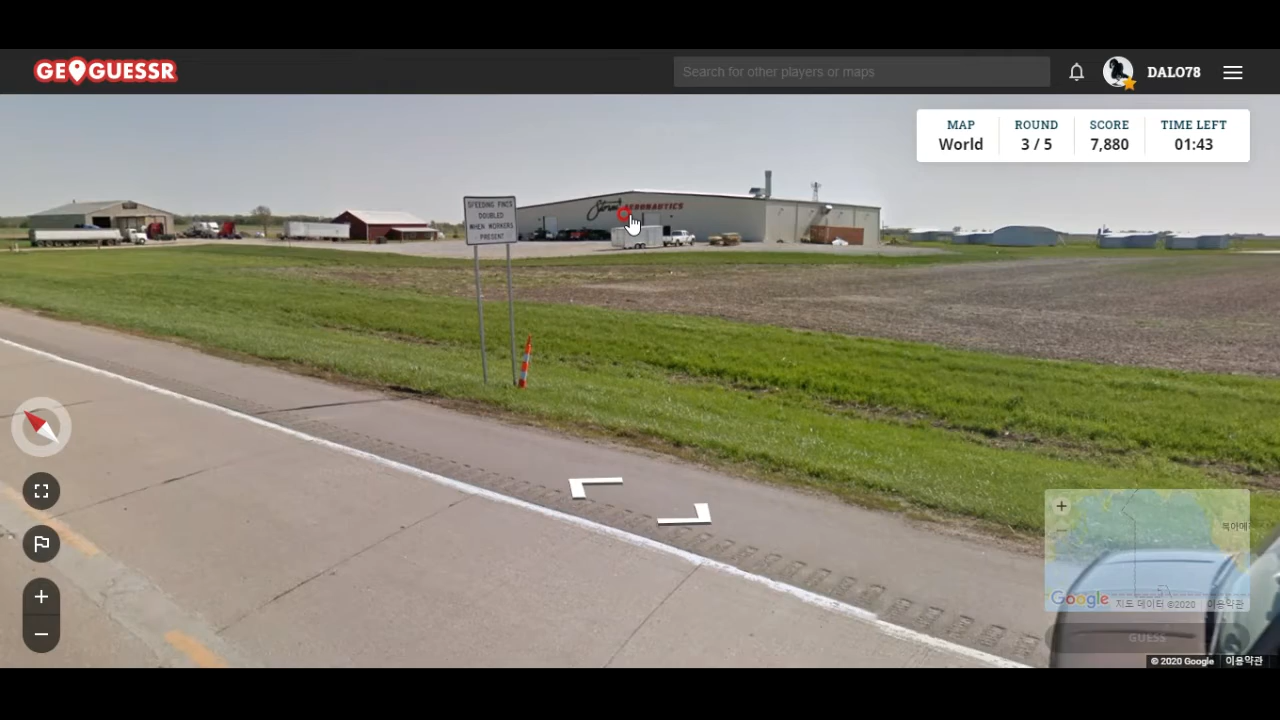 GEOGUESSR
Search for other players or maps
DALO78
MAP
World
ROUND
3 / 5
SCORE
7,880
TIME LEFT
01:43
SPEEDING FINES
DOUBLED
WHEN WORKERS
PRESENT
AERONAUTICS
Google
지도 데이터 ©2020
이용약관
GUESS
© 2020 Google
이용약관